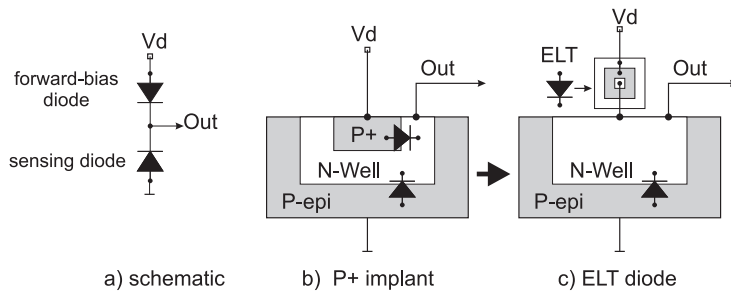 Vd
forward-bias
diode
Out
sensing diode
a) schematic
Vd
Out
P+
N-Well
P-epi
b) P+ implant
Vd
ELT
Out
N-Well
P-epi
c) ELT diode